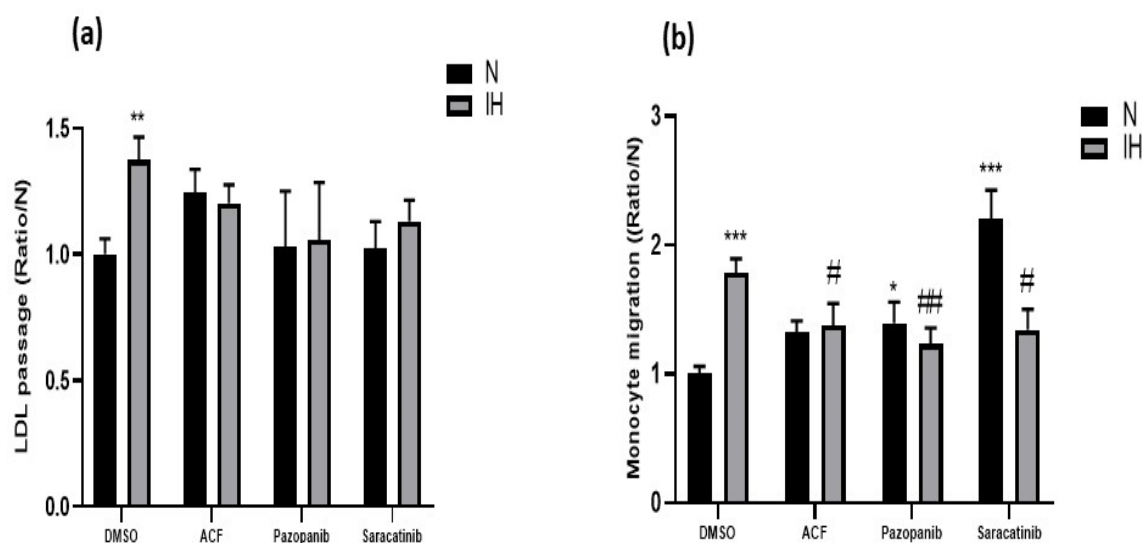 (a)
N
IH
**
1.5
1.0
0.5
0.0
LDL passage (Ratio/N)
DMSO
ACF
Pazopanib
Saracatinib
(b)
N
IH
3
2
1
0
Monocyte migration ((Ratio/N)
***
#
*
##
***
#
DMSO
ACF
Pazopanib
Saracatinib